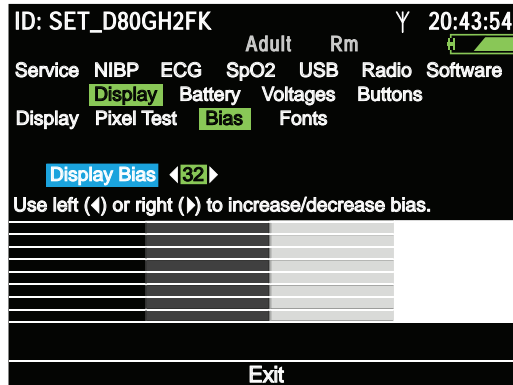 ID: SET_D80GH2FK 20:43:54
Adult Rm
Service NIBP ECG SpO2 USB Radio Software
Display Battery Voltages Buttons
Display Pixel Test Bias Fonts
Display Bias 32
Use left (◀) or right (▶) to increase/decrease bias.
Exit